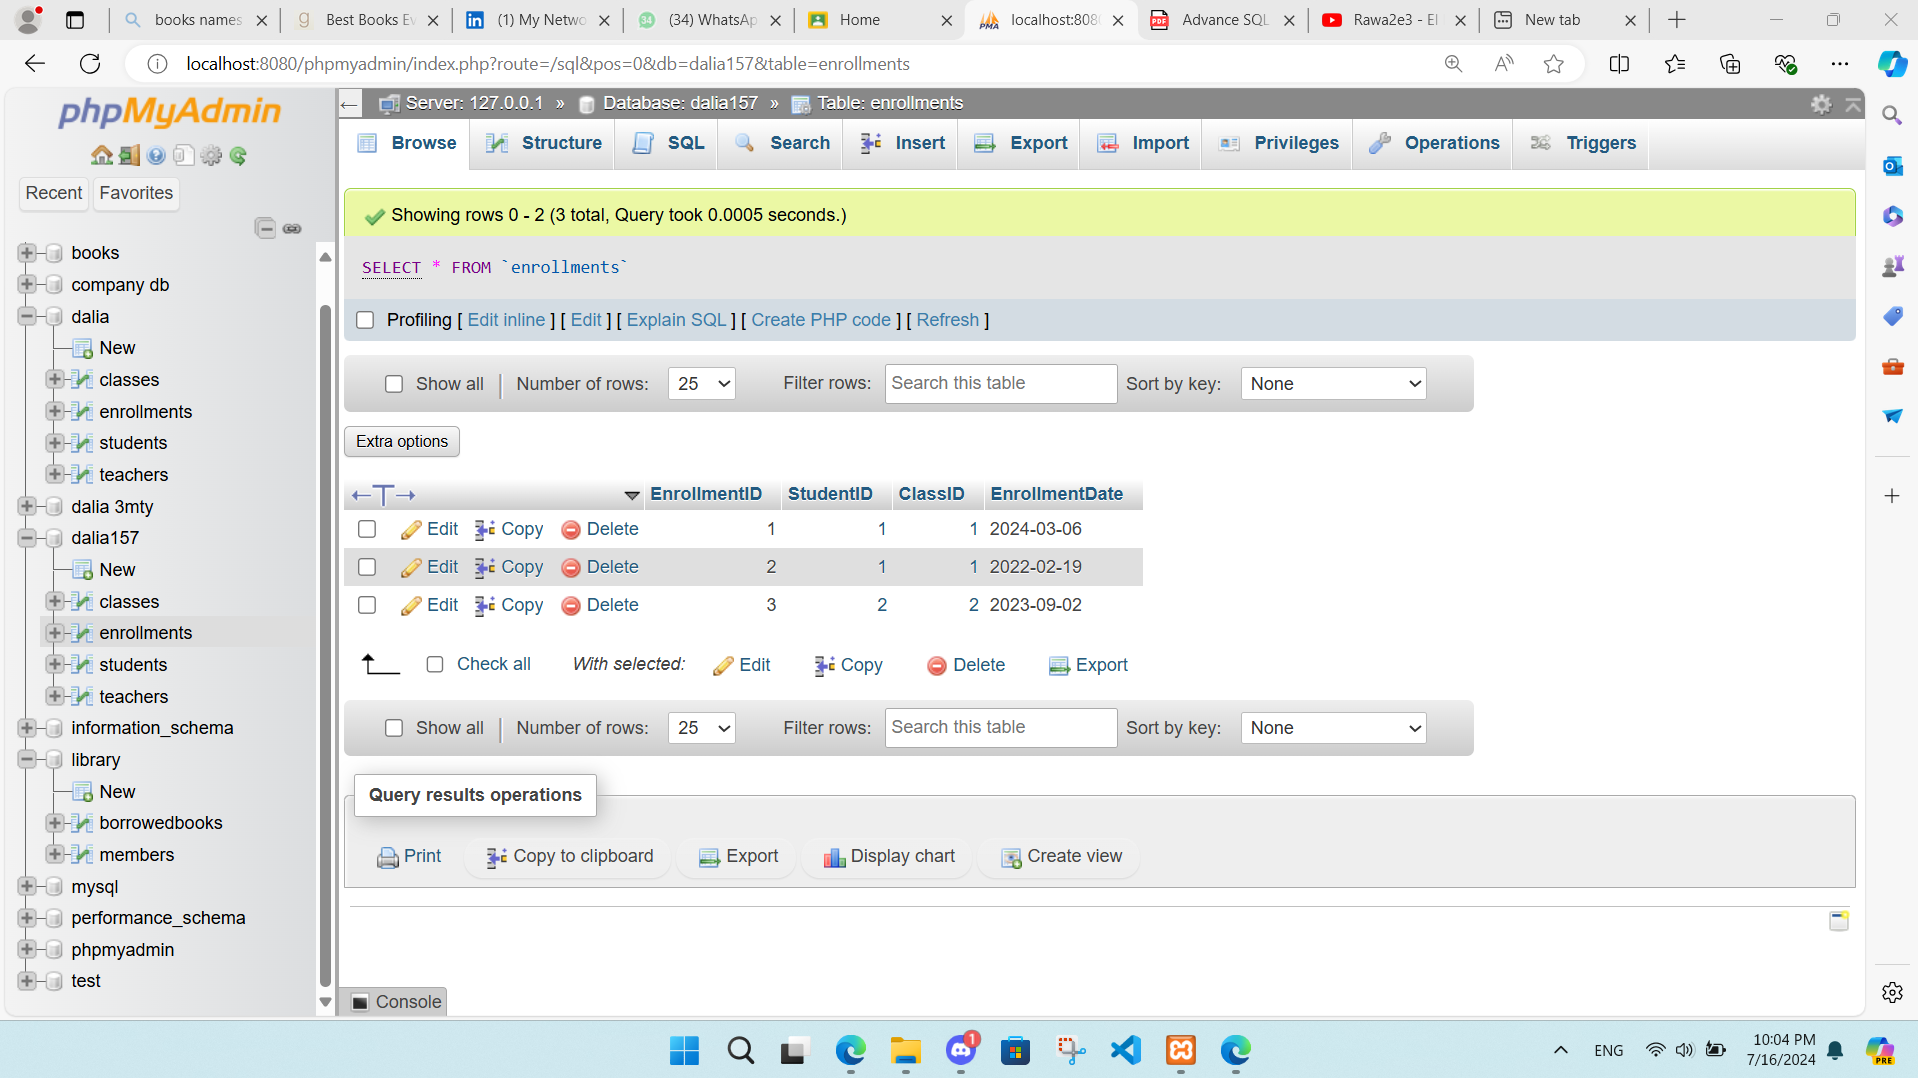 books names
Best Books Ev
(1) My Netwo
(34) WhatsAp
Home
localhost:808
Advance SQL
Rawa2e3 - El
New tab
localhost:8080/phpmyadmin/index.php?route=/sql&pos=0&db=dalia157&table=enrollments
phpMyAdmin
Recent
Favorites
books
company db
dalia
New
classes
enrollments
students
teachers
dalia 3mty
dalia157
New
classes
enrollments
students
teachers
information_schema
library
New
borrowedbooks
members
mysql
performance_schema
phpmyadmin
test
Server: 127.0.0.1 » Database: dalia157 » Table: enrollments
Browse Structure SQL Search Insert Export Import Privileges Operations Triggers
Showing rows 0 - 2 (3 total, Query took 0.0005 seconds.)
SELECT * FROM `enrollments`
Profiling [ Edit inline ] [ Edit ] [ Explain SQL ] [ Create PHP code ] [ Refresh ]
Show all Number of rows: 25 Filter rows: Search this table Sort by key: None
Extra options
EnrollmentID StudentID ClassID EnrollmentDate
Edit Copy Delete 1 1 1 2024-03-06
Edit Copy Delete 2 1 1 2022-02-19
Edit Copy Delete 3 2 2 2023-09-02
Check all With selected: Edit Copy Delete Export
Show all Number of rows: 25 Filter rows: Search this table Sort by key: None
Query results operations
Print Copy to clipboard Export Display chart Create view
Console
1
ENG
10:04 PM
7/16/2024
PRE